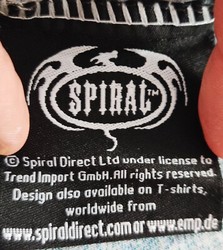 SPIRAL™
© Spiral Direct Ltd under license to
Trend Import GmbH. All rights reserved.
Design also available on T-shirts,
worldwide from
www.spiraldirect.com or www.emp.de